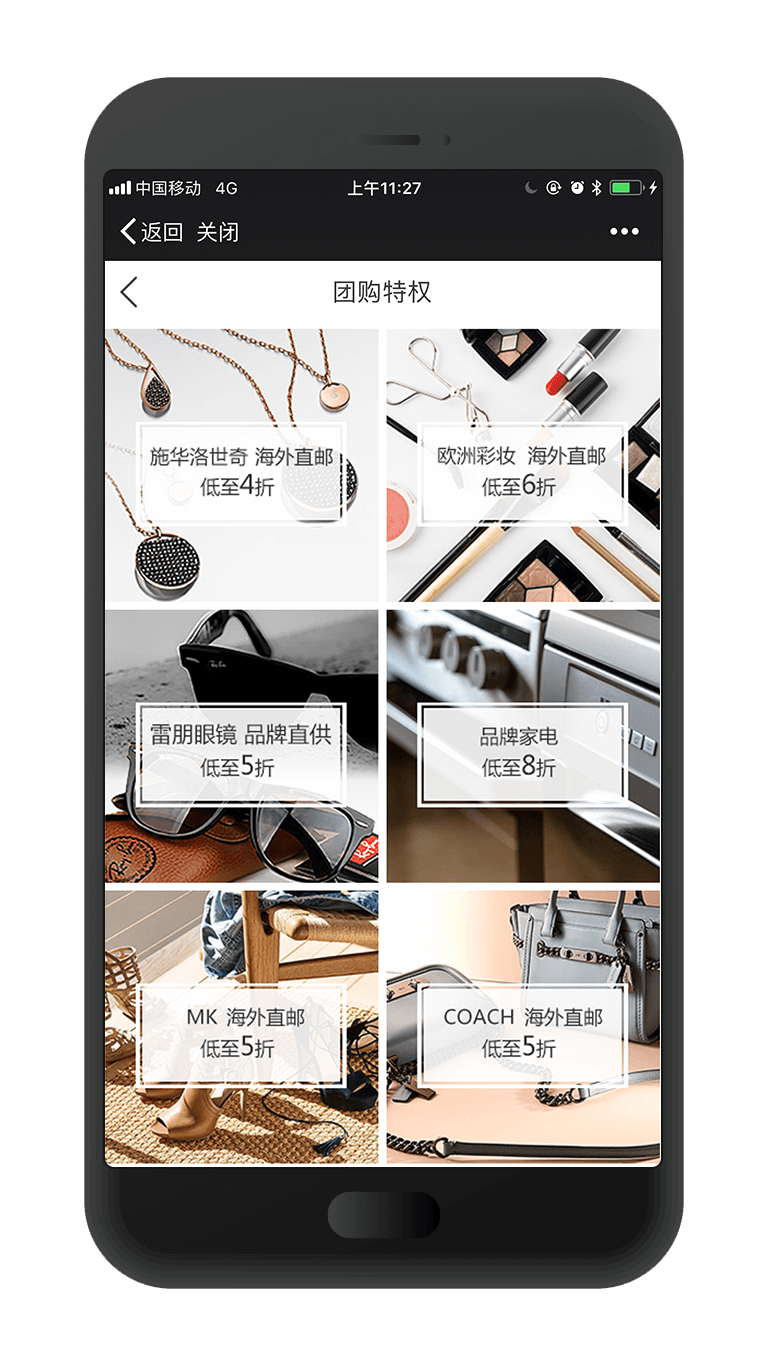 中国移动 4G 上午11:27
返回 关闭
团购特权
施华洛世奇 海外直邮
低至4折
欧洲彩妆 海外直邮
低至6折
Ray-Ban
雷朋眼镜 品牌直供
低至5折
Ray-Ban
品牌家电
低至8折
MK 海外直邮
低至5折
COACH 海外直邮
低至5折